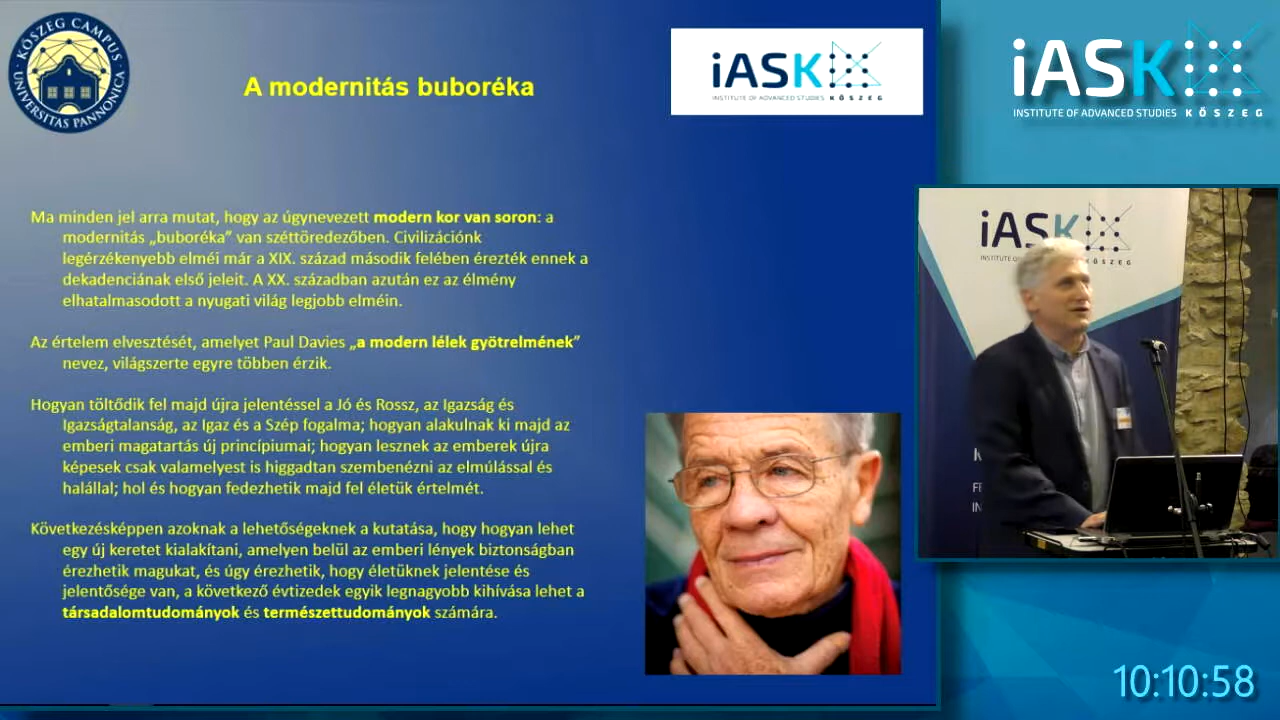 KŐSZEG CAMPUS
UNIVERSITAS PANNONICA
A modernitás buboréka
iASK
INSTITUTE OF ADVANCED STUDIES KŐSZEG
iASK
INSTITUTE OF ADVANCED STUDIES KŐSZEG
Ma minden jel arra mutat, hogy az úgynevezett modern kor van soron: a
modernitás „buboréka” van széttöredezőben. Civilizációnk
legérzékenyebb elméi már a XIX. század második felében érezték ennek a
dekadenciának első jeleit. A XX. században azután ez az élmény
elhatalmasodott a nyugati világ legjobb elméin.
Az értelem elvesztését, amelyet Paul Davies „a modern lélek gyötrelmének”
nevez, világszerte egyre többen érzik.
Hogyan töltődik fel majd újra jelentéssel a Jó és Rossz, az Igazság és
Igazságtalanság, az Igaz és a Szép fogalma; hogyan alakulnak ki majd az
emberi magatartás új princípiumai; hogyan lesznek az emberek újra
képesek csak valamelyest is higgadtan szembenézni az elmúlással és
halállal; hol és hogyan fedezhetik majd fel életük értelmét.
Következésképpen azoknak a lehetőségeknek a kutatása, hogy hogyan lehet
egy új keretet kialakítani, amelyen belül az emberi lények biztonságban
érezhetik magukat, és úgy érezhetik, hogy életüknek jelentése és
jelentősége van, a következő évtizedek egyik legnagyobb kihívása lehet a
társadalomtudományok és természettudományok számára.
iASK
KŐSZEG
10:10:58